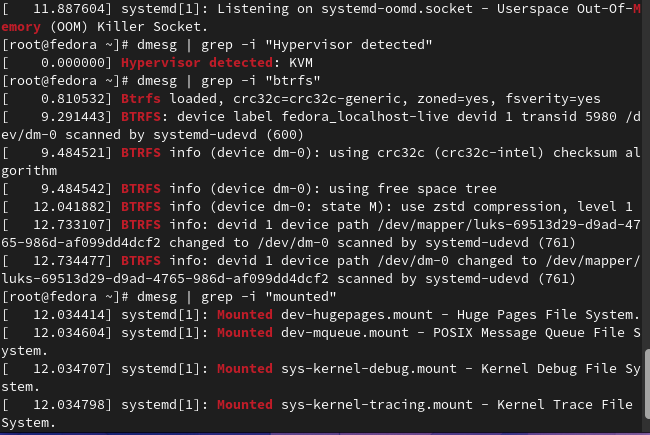 [   11.887604] systemd[1]: Listening on systemd-oomd.socket - Userspace Out-Of-M
emory (OOM) Killer Socket.
[root@fedora ~]# dmesg | grep -i "Hypervisor detected"
[    0.000000] Hypervisor detected: KVM
[root@fedora ~]# dmesg | grep -i "btrfs"
[    0.810532] Btrfs loaded, crc32c=crc32c-generic, zoned=yes, fsverity=yes
[    9.291443] BTRFS: device label fedora_localhost-live devid 1 transid 5980 /d
ev/dm-0 scanned by systemd-udevd (600)
[    9.484521] BTRFS info (device dm-0): using crc32c (crc32c-intel) checksum al
gorithm
[    9.484542] BTRFS info (device dm-0): using free space tree
[   12.041882] BTRFS info (device dm-0: state M): use zstd compression, level 1
[   12.733107] BTRFS info: devid 1 device path /dev/mapper/luks-69513d29-d9ad-47
65-986d-af099dd4dcf2 changed to /dev/dm-0 scanned by systemd-udevd (761)
[   12.734477] BTRFS info: devid 1 device path /dev/dm-0 changed to /dev/mapper/
luks-69513d29-d9ad-4765-986d-af099dd4dcf2 scanned by systemd-udevd (761)
[root@fedora ~]# dmesg | grep -i "mounted"
[   12.034414] systemd[1]: Mounted dev-hugepages.mount - Huge Pages File System.
[   12.034604] systemd[1]: Mounted dev-mqueue.mount - POSIX Message Queue File S
ystem.
[   12.034707] systemd[1]: Mounted sys-kernel-debug.mount - Kernel Debug File Sy
stem.
[   12.034798] systemd[1]: Mounted sys-kernel-tracing.mount - Kernel Trace File
System.